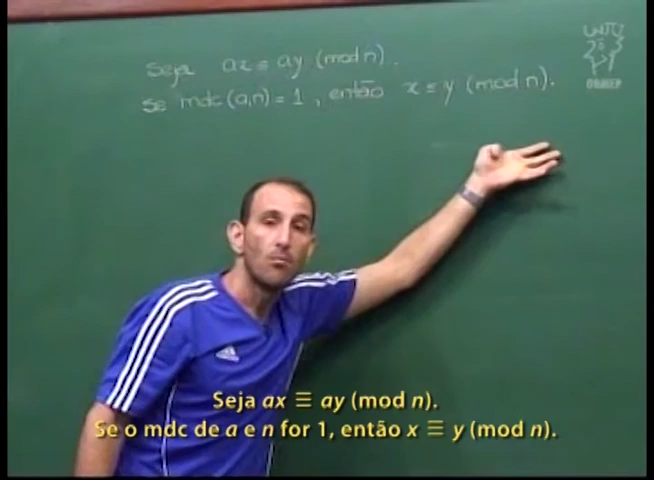 Seja ax ≡ ay (mod n).
Se mdc(a,n) = 1, então x ≡ y (mod n).
OBMEP
Seja ax ≡ ay (mod n).
Se o mdc de a e n for 1, então x ≡ y (mod n).